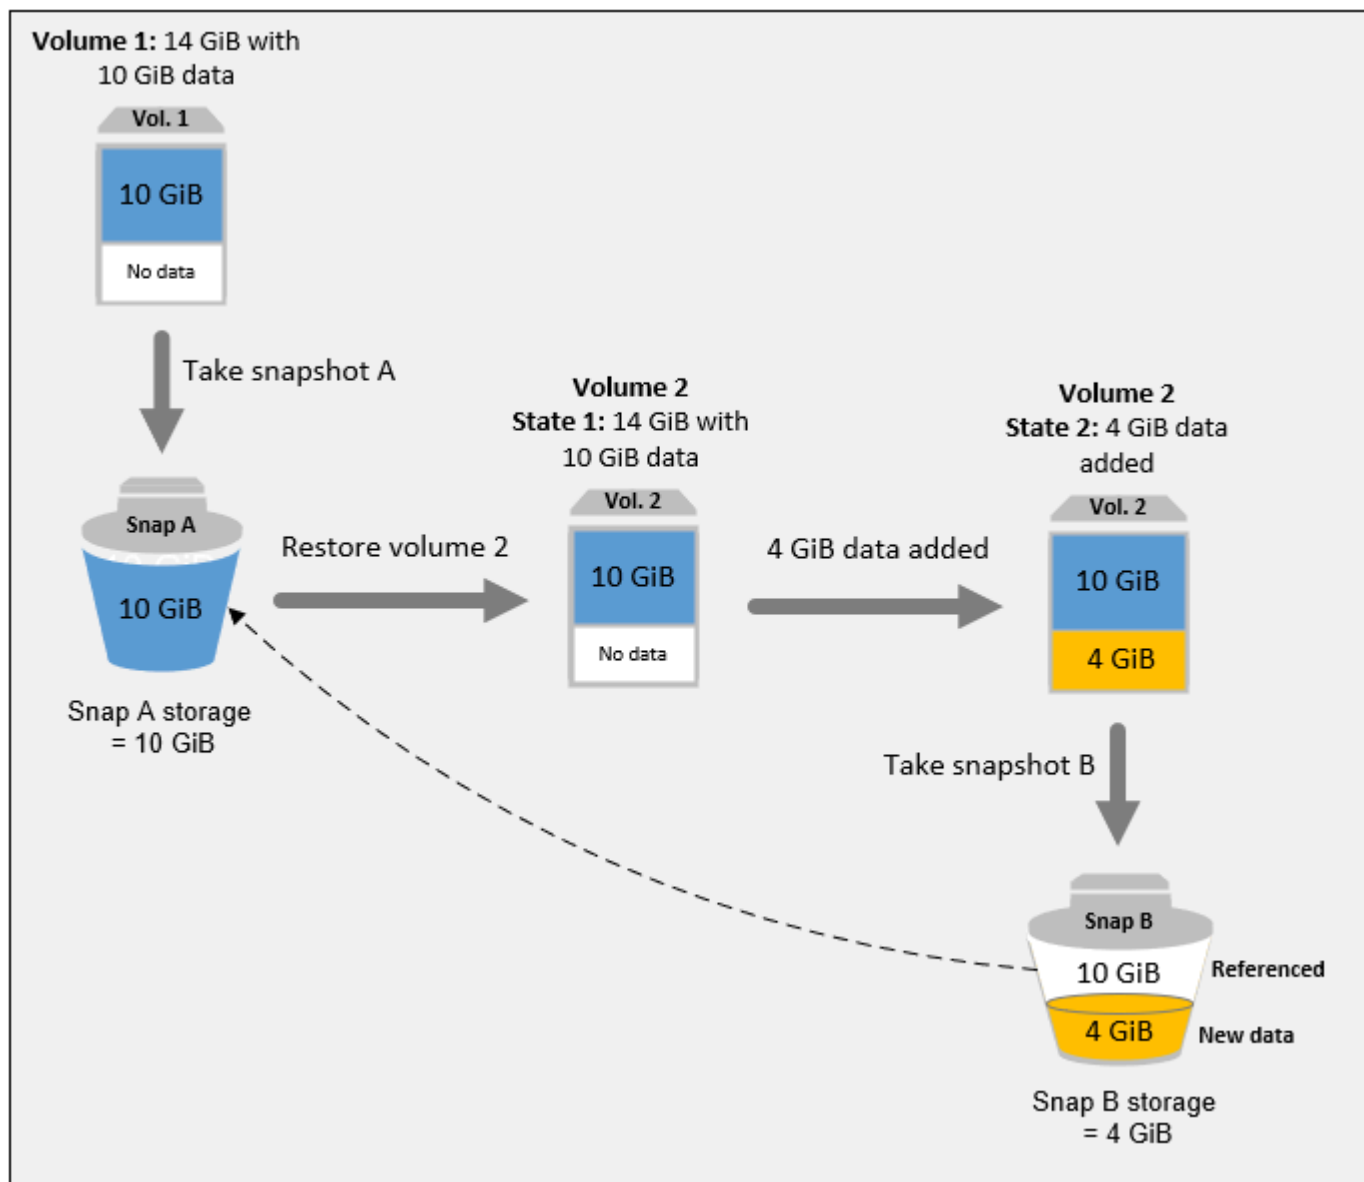 Volume 1: 14 GiB with
10 GiB data
Vol. 1
10 GiB
No data
Take snapshot A
Snap A
10 GiB
Snap A storage
= 10 GiB
Restore volume 2
Volume 2
State 1: 14 GiB with
10 GiB data
Vol. 2
10 GiB
No data
4 GiB data added
Volume 2
State 2: 4 GiB data
added
Vol. 2
10 GiB
4 GiB
Take snapshot B
Snap B
10 GiB
Referenced
4 GiB
New data
Snap B storage
= 4 GiB